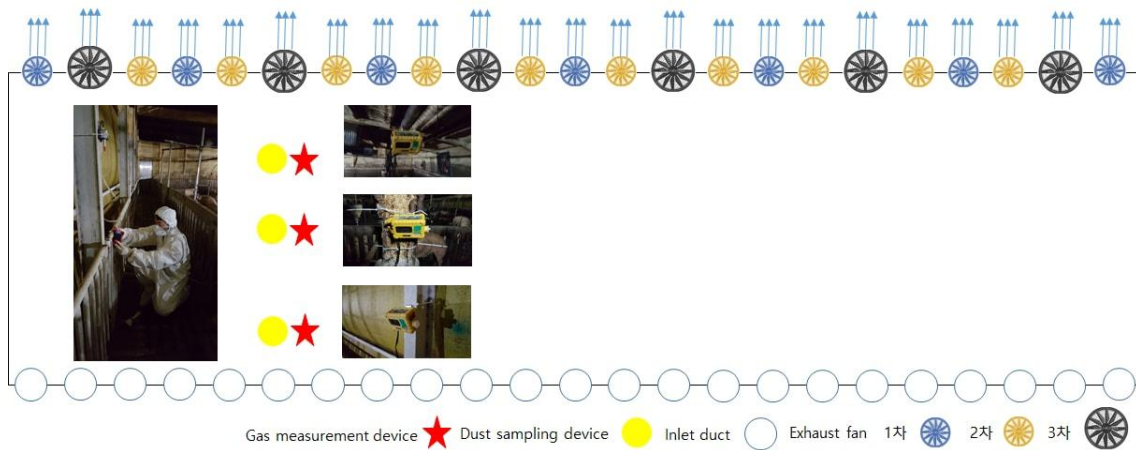 Gas measurement device Dust sampling device Inlet duct Exhaust fan 1차 2차 3차